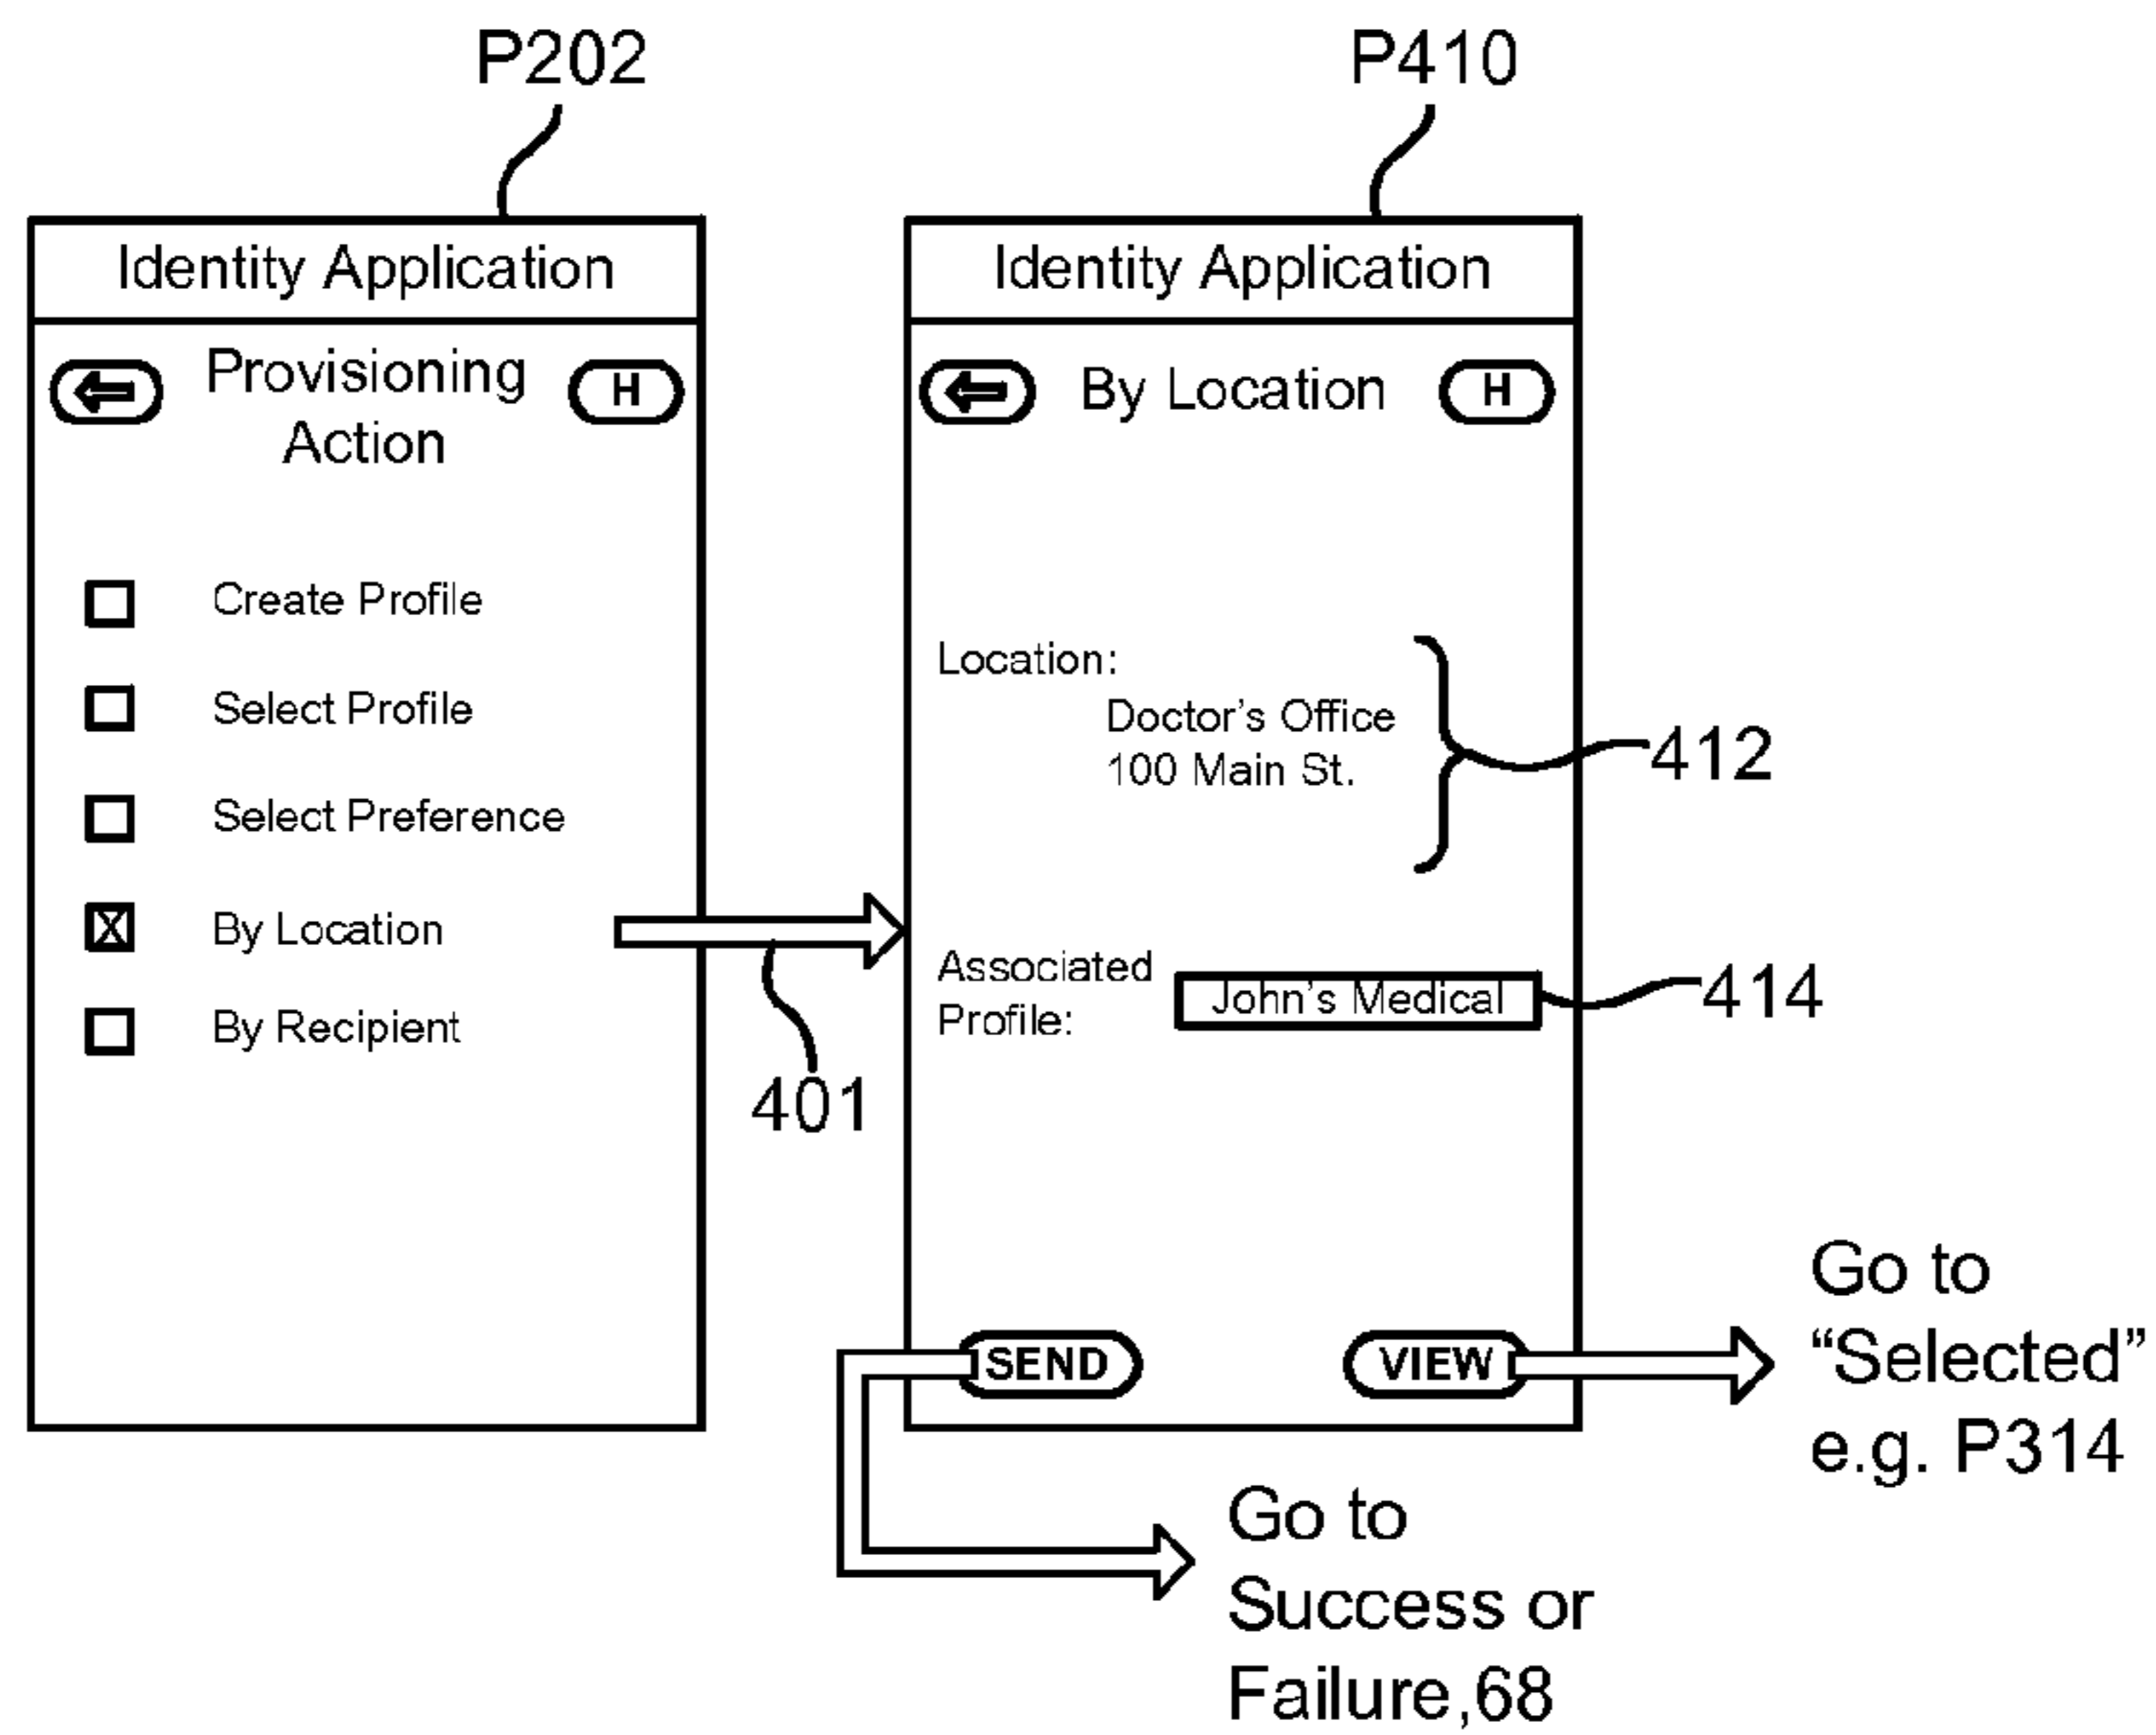 P202
P410
Identity Application
Provisioning
Action
H
Create Profile
Select Profile
Select Preference
X
By Location
By Recipient
401
Identity Application
By Location
H
Location:
Doctor's Office
100 Main St.
412
Associated
Profile:
John's Medical
414
SEND
VIEW
Go to
“Selected”
e.g. P314
Go to
Success or
Failure,68